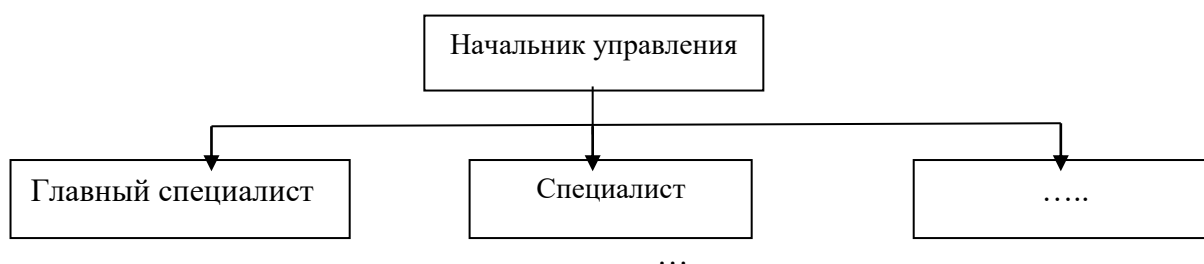 Начальник управления
Главный специалист
Специалист
…..
…